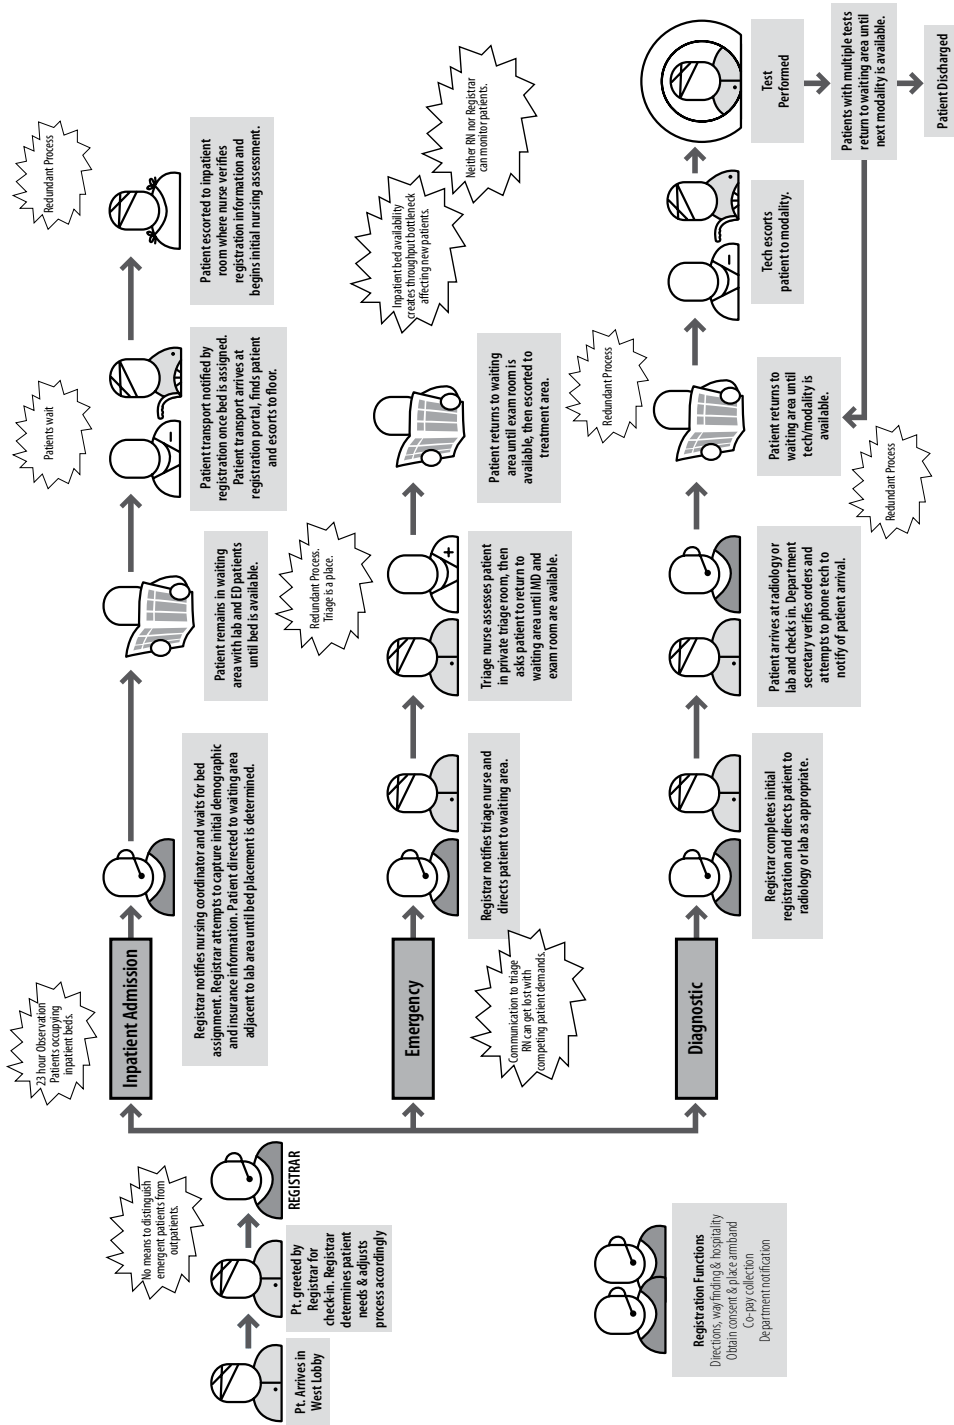 Pt. Arrives in
West Lobby
Pt. greeted by
Registrar for
check-in. Registrar
determines patient
needs & adjusts
process accordingly
REGISTRAR
No means to distinguish
emergent patients from
outpatients.
Registration Functions
Directions, wayfinding & hospitality
Obtain consent & place armband
Co-pay collection
Department notification
23 hour Observation
Patients occupying
inpatient beds.
Inpatient Admission
Registrar notifies nursing coordinator and waits for bed
assignment. Registrar attempts to capture initial demographic
and insurance information. Patient directed to waiting area
adjacent to lab area until bed placement is determined.
Patient remains in waiting
area with lab and ED patients
until bed is available.
Patients wait
Patient transport notified by
registration once bed is assigned.
Patient transport arrives at
registration portal, finds patient
and escorts to floor.
Redundant Process
Patient escorted to inpatient
room where nurse verifies
registration information and
begins initial nursing assessment.
Emergency
Communication to triage
RN can get lost with
competing patient demands.
Registrar notifies triage nurse and
directs patient to waiting area.
Redundant Process.
Triage is a place.
Triage nurse assesses patient
in private triage room, then
asks patient to return to
waiting area until MD and
exam room are available.
Patient returns to waiting
area until exam room is
available, then escorted to
treatment area.
Inpatient bed availability
creates throughput bottleneck
affecting new patients.
Neither RN nor Registrar
can monitor patients.
Diagnostic
Registrar completes initial
registration and directs patient to
radiology or lab as appropriate.
Patient arrives at radiology or
lab and checks in. Department
secretary verifies orders and
attempts to phone tech to
notify of patient arrival.
Redundant Process
Patient returns to
waiting area until
tech/modality is
available.
Redundant Process
Tech escorts
patient to modality.
Test
Performed
Patients with multiple tests
return to waiting area until
next modality is available.
Patient Discharged